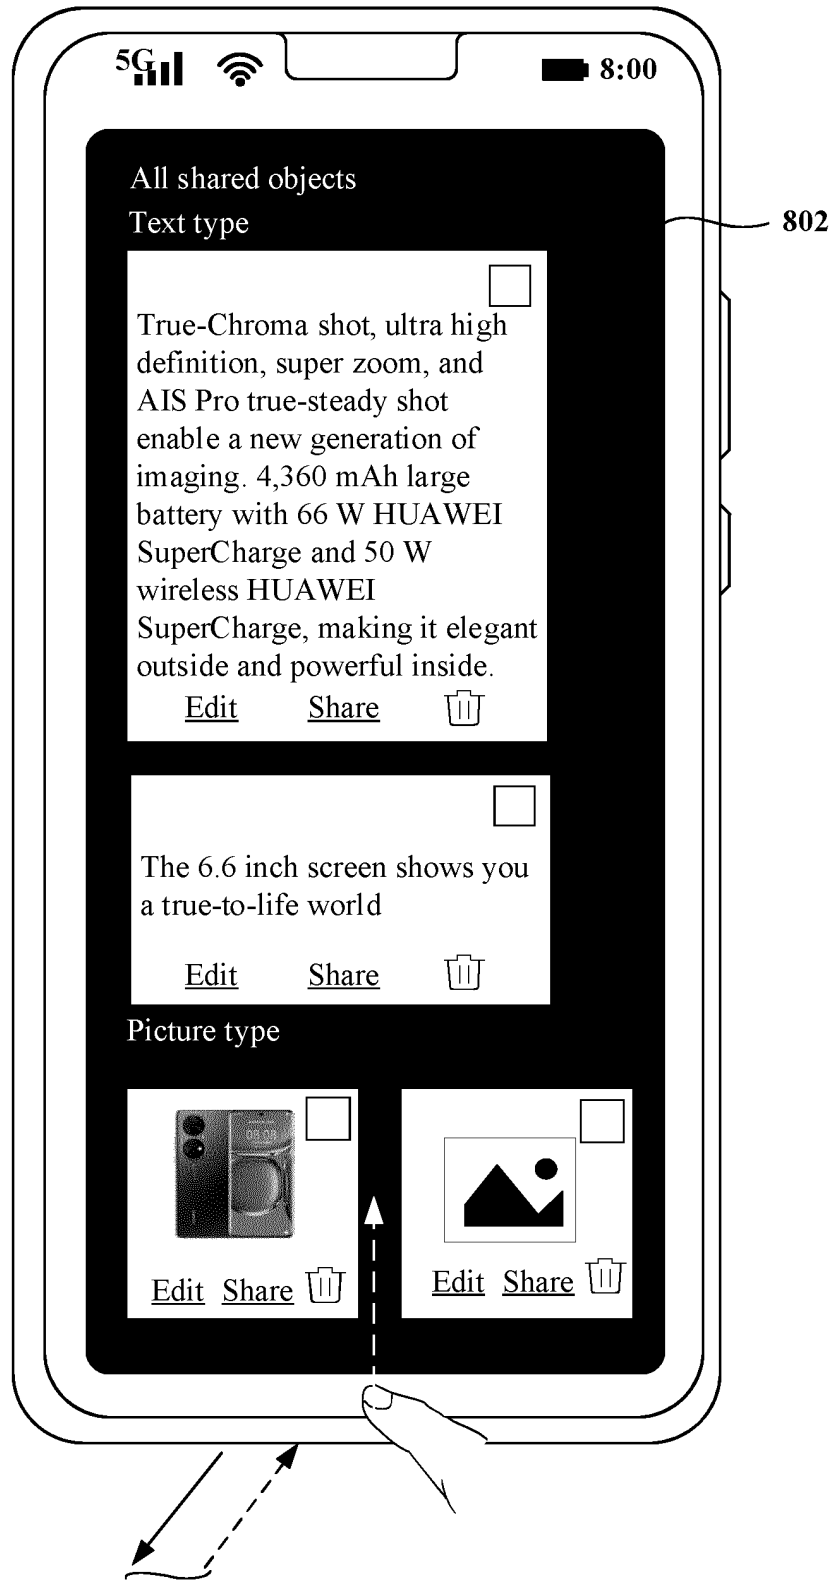 5G
8:00
All shared objects
Text type
802
True-Chroma shot, ultra high
definition, super zoom, and
AIS Pro true-steady shot
enable a new generation of
imaging. 4,360 mAh large
battery with 66 W HUAWEI
SuperCharge and 50 W
wireless HUAWEI
SuperCharge, making it elegant
outside and powerful inside.
Edit Share
The 6.6 inch screen shows you
a true-to-life world
Edit Share
Picture type
08:08
Edit Share
Edit Share